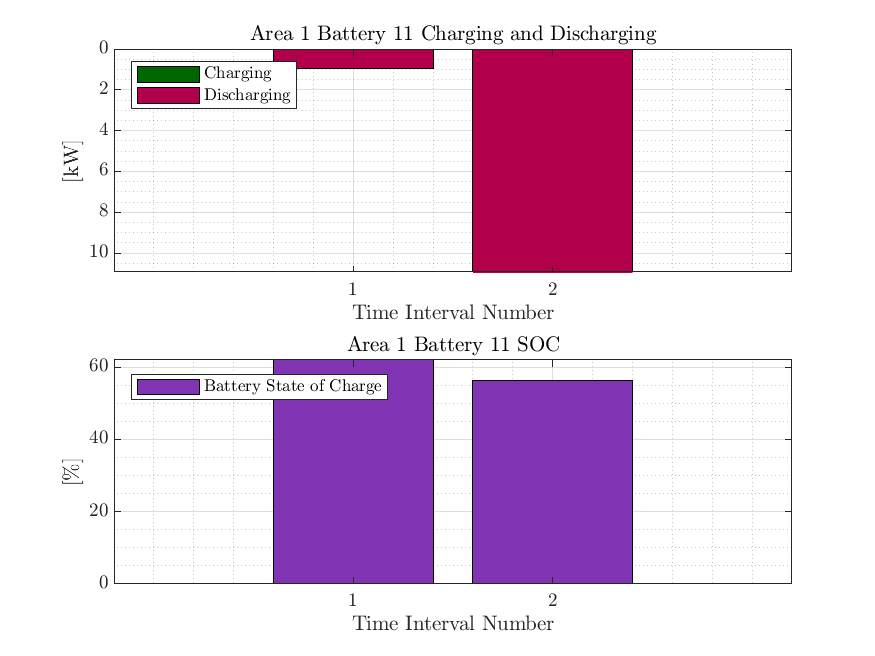 Area 1 Battery 11 Charging and Discharging
0
2
4
6
8
10
[kW]
Charging
Discharging
1
2
Time Interval Number
Area 1 Battery 11 SOC
60
40
20
0
[%]
Battery State of Charge
1
2
Time Interval Number